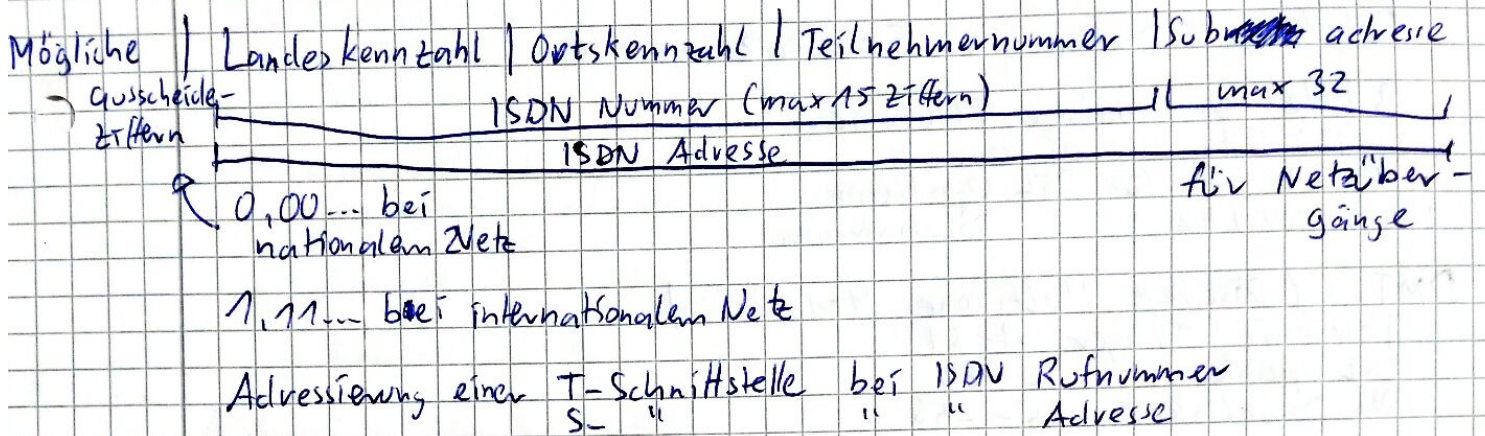 Mögliche | Landeskennzahl | Ortskennzahl | Teilnehmernummer | Subadresse
Ausscheide-
ziffern
ISDN Nummer (max 15 Ziffern)
max 32
ISDN Adresse
für Netzüber-
gänge
0,00... bei
nationalem Netz
1,11... bei internationalem Netz
Adressierung einer T-Schnittstelle bei ISDN Rufnummer
S- " " " Adresse